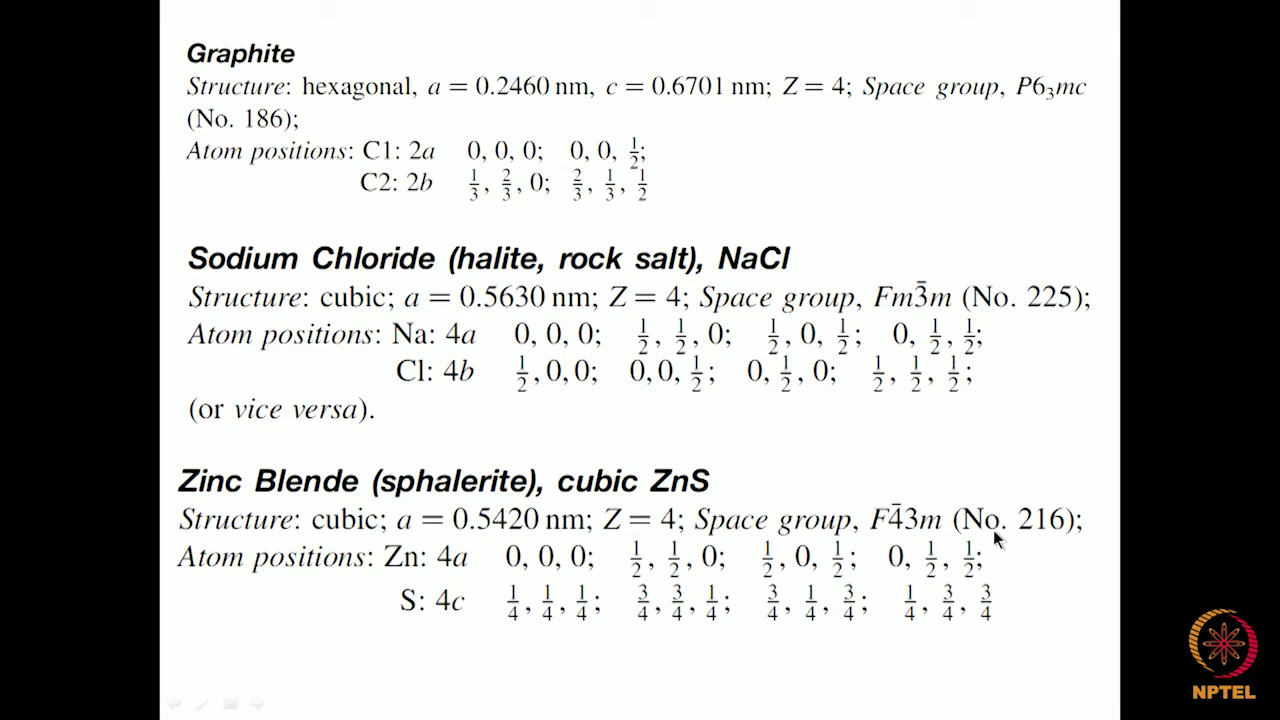 Graphite
Structure: hexagonal, a = 0.2460 nm, c = 0.6701 nm; Z = 4; Space group, P6₃mc
(No. 186);
Atom positions: C1: 2a 0, 0, 0; 0, 0, 1/2;
C2: 2b 1/3, 2/3, 0; 2/3, 1/3, 1/2
Sodium Chloride (halite, rock salt), NaCl
Structure: cubic; a = 0.5630 nm; Z = 4; Space group, Fm3̄m (No. 225);
Atom positions: Na: 4a 0, 0, 0; 1/2, 1/2, 0; 1/2, 0, 1/2; 0, 1/2, 1/2;
Cl: 4b 1/2, 0, 0; 0, 0, 1/2; 0, 1/2, 0; 1/2, 1/2, 1/2;
(or vice versa).
Zinc Blende (sphalerite), cubic ZnS
Structure: cubic; a = 0.5420 nm; Z = 4; Space group, F4̄3m (No. 216);
Atom positions: Zn: 4a 0, 0, 0; 1/2, 1/2, 0; 1/2, 0, 1/2; 0, 1/2, 1/2;
S: 4c 1/4, 1/4, 1/4; 3/4, 3/4, 1/4; 3/4, 1/4, 3/4; 1/4, 3/4, 3/4
NPTEL